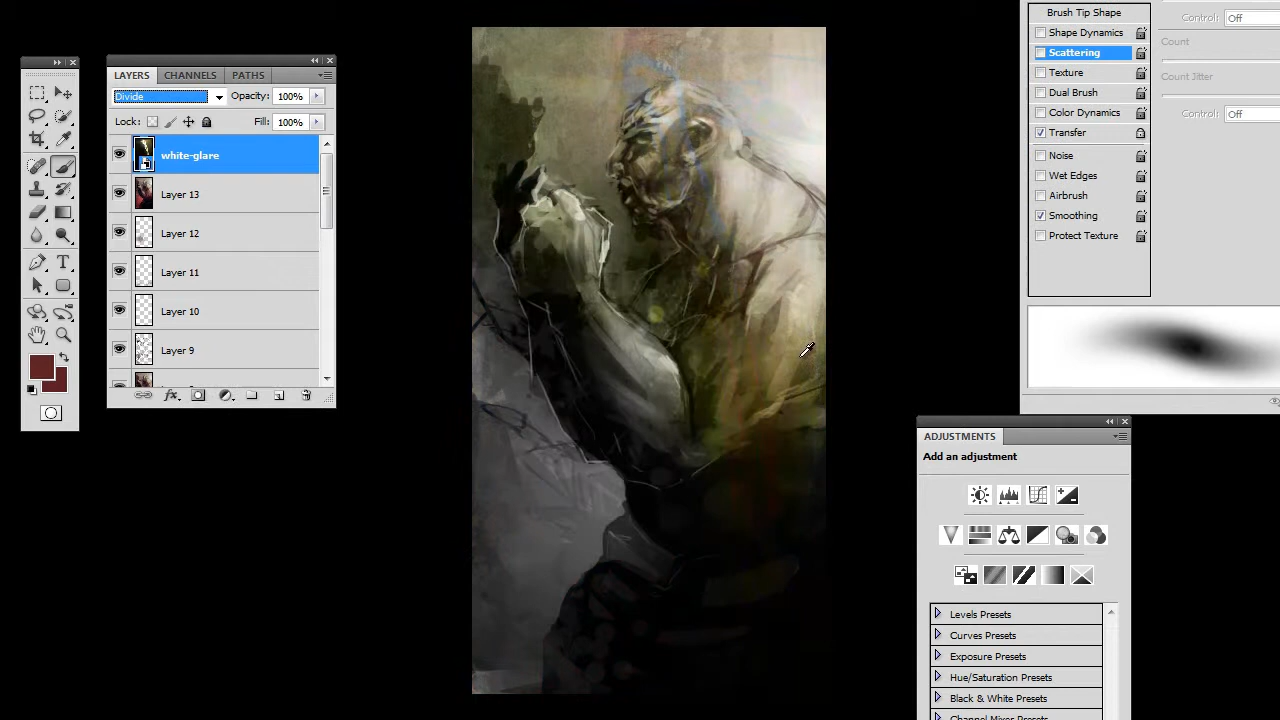 LAYERS CHANNELS PATHS
Divide Opacity: 100%
Lock: Fill: 100%
white-glare
Layer 13
Layer 12
Layer 11
Layer 10
Layer 9
Brush Tip Shape
Shape Dynamics
Scattering
Texture
Dual Brush
Color Dynamics
Transfer
Noise
Wet Edges
Airbrush
Smoothing
Protect Texture
Control: Off
Count
Count Jitter
Control: Off
ADJUSTMENTS
Add an adjustment
Levels Presets
Curves Presets
Exposure Presets
Hue/Saturation Presets
Black & White Presets
Channel Mixer Presets